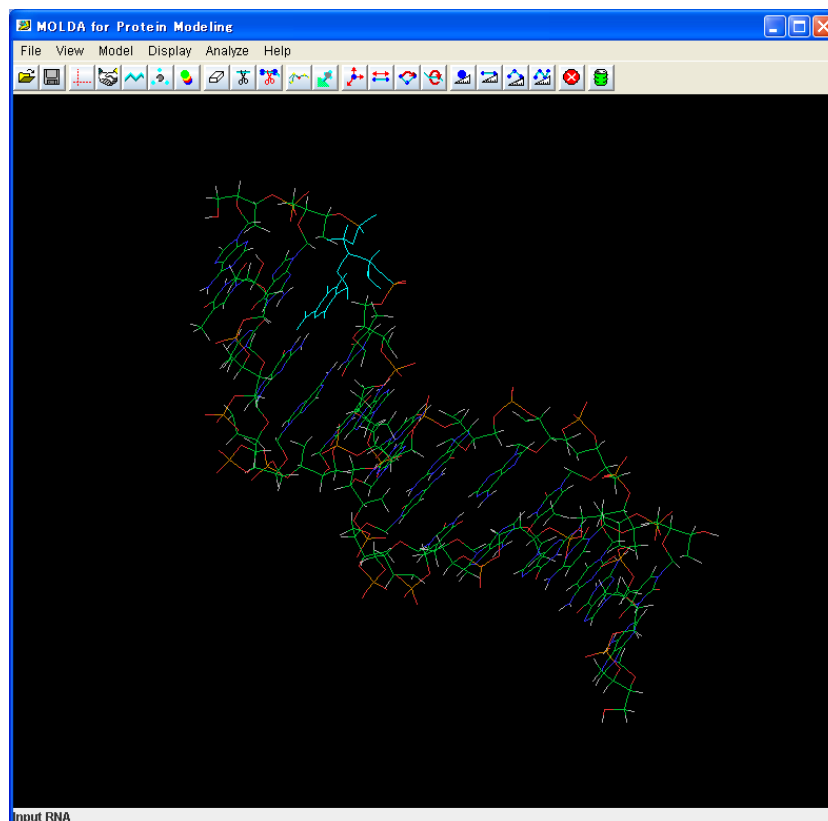 MOLDA for Protein Modeling
File View Model Display Analyze Help
Input RNA